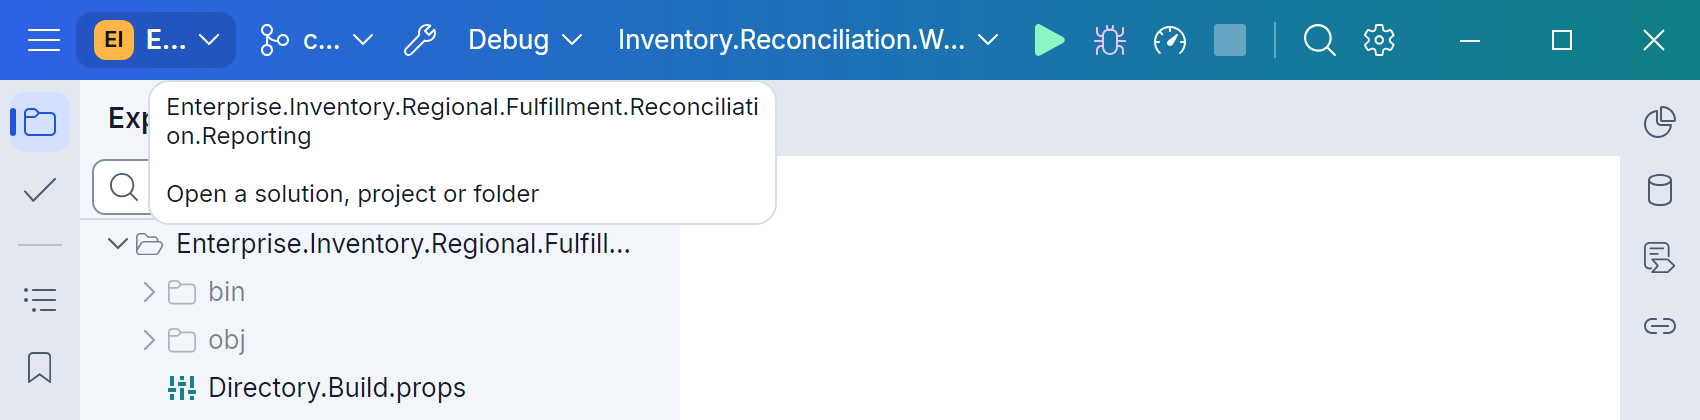 EI E... c... Debug Inventory.Reconciliation.W...
Exp
Enterprise.Inventory.Regional.Fulfillment.Reconciliati
on.Reporting
Open a solution, project or folder
Enterprise.Inventory.Regional.Fulfill...
bin
obj
Directory.Build.props